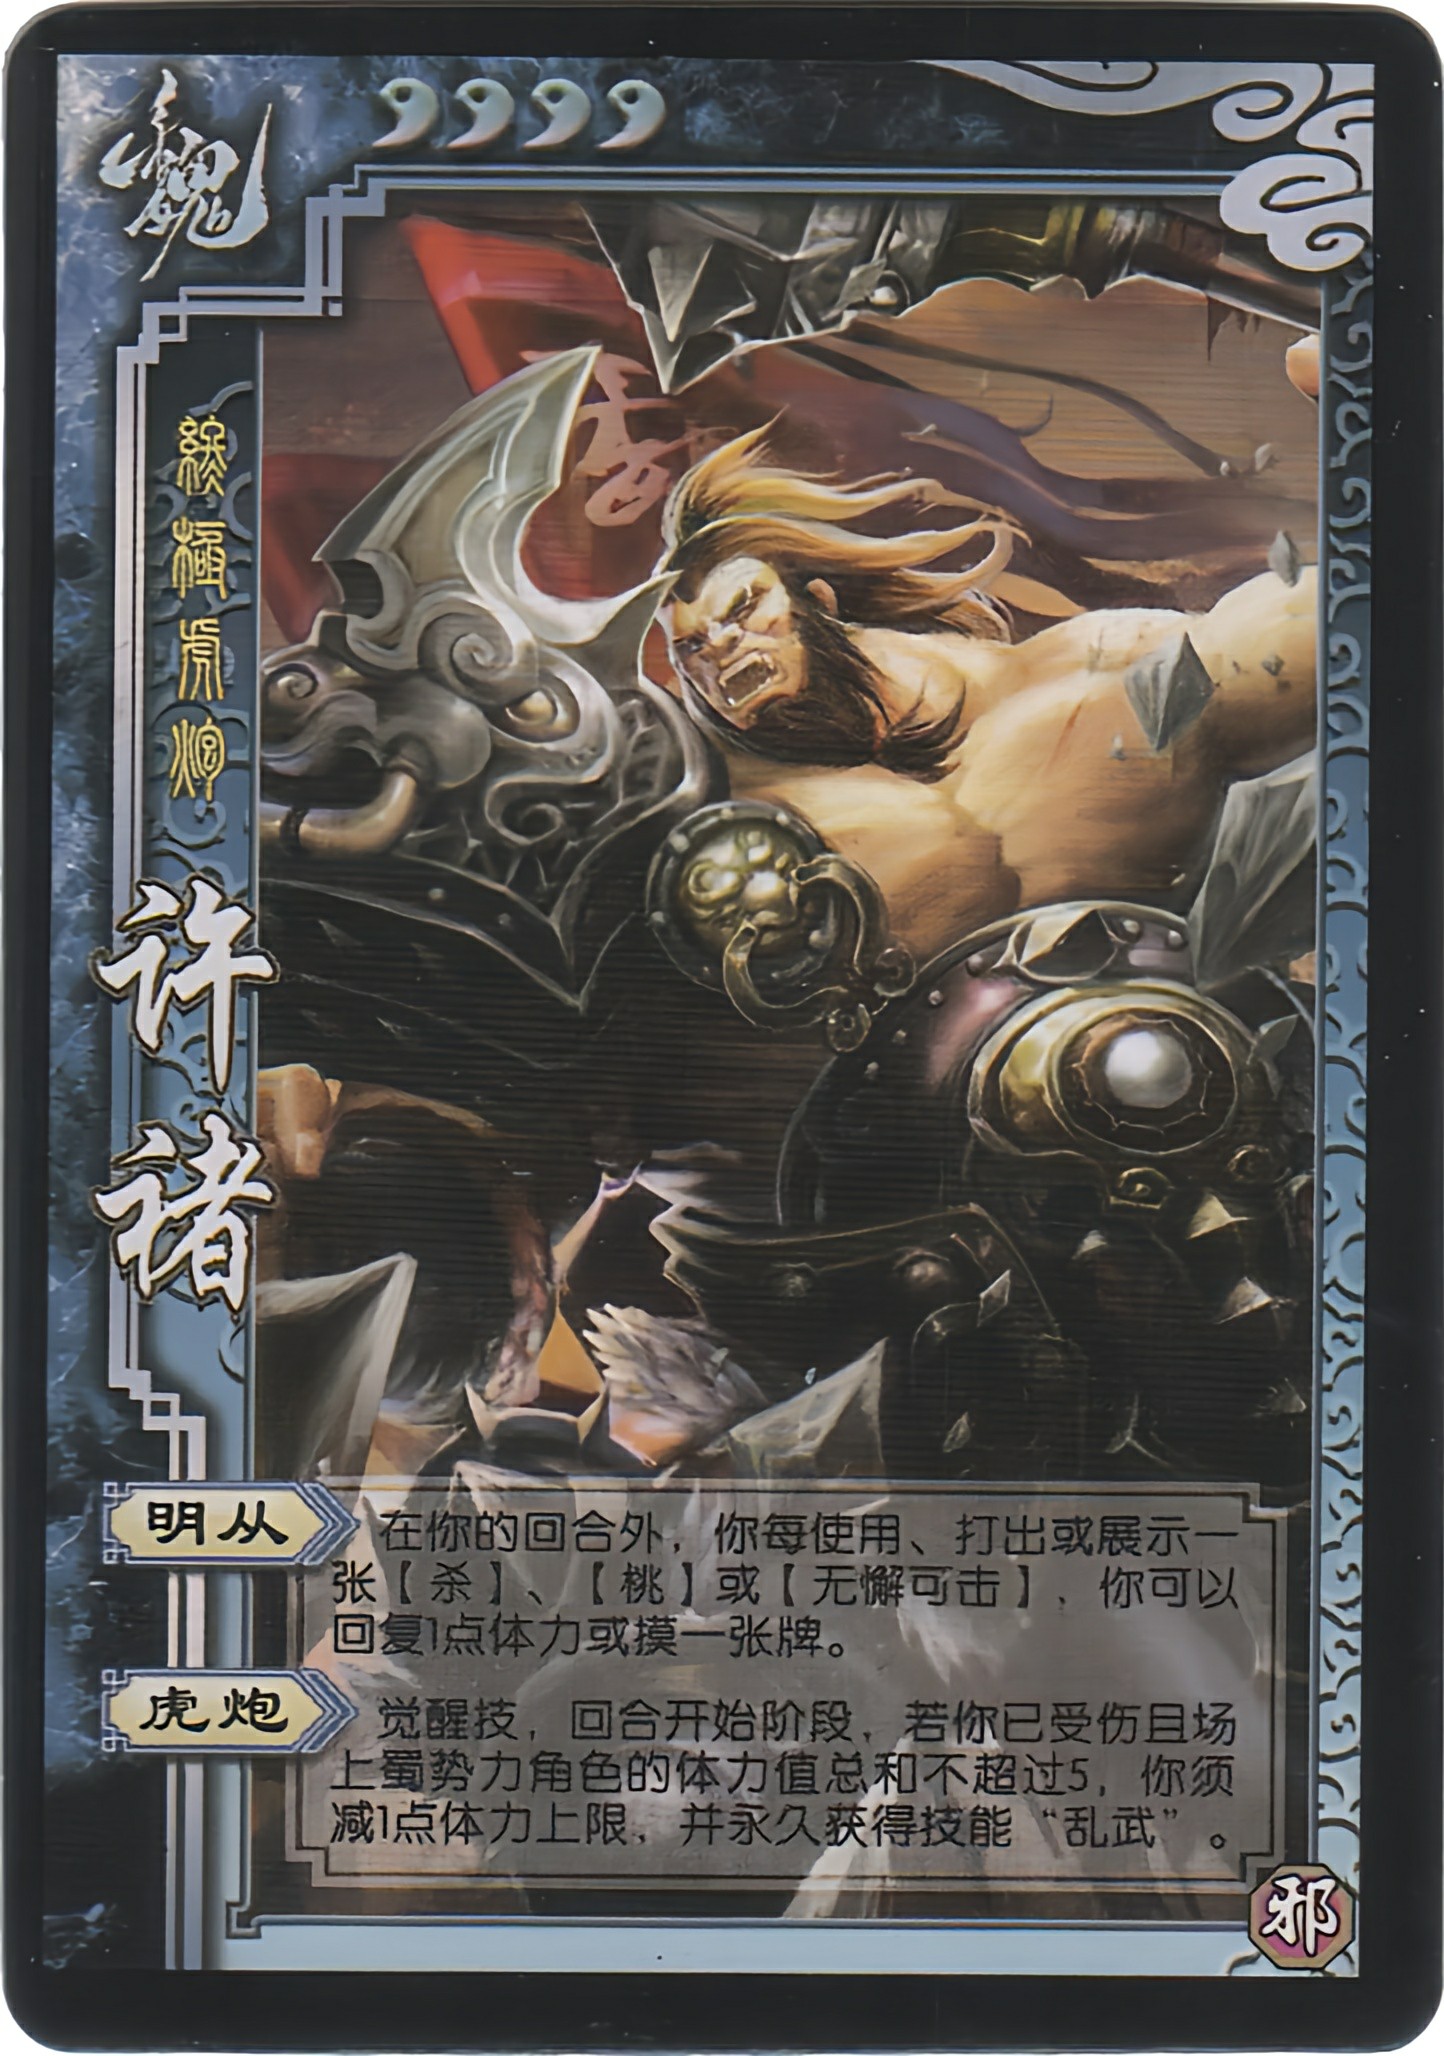 魏
终极虎炮
许褚
明从
在你的回合外，你每使用、打出或展示一
张【杀】、【桃】或【无懈可击】，你可以
回复1点体力或摸一张牌。
虎炮
觉醒技，回合开始阶段，若你已受伤且场
上蜀势力角色的体力值总和不超过5，你须
减1点体力上限，并永久获得技能“乱武”。
邪